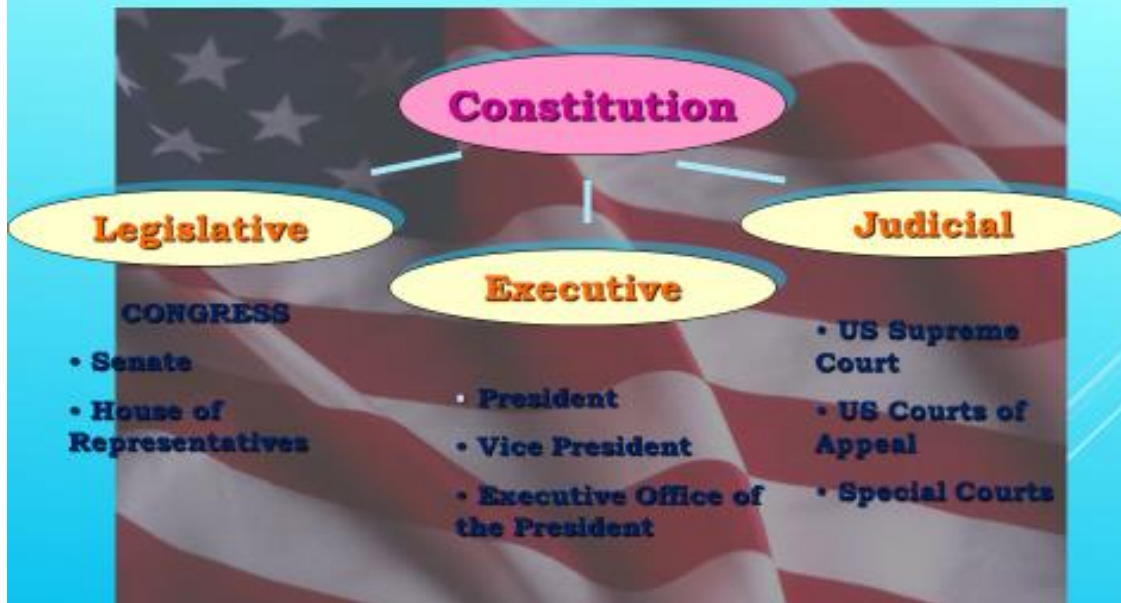 Constitution
Legislative
Executive
Judicial
CONGRESS
• Senate
• House of
Representatives
• President
• Vice President
• Executive Office of
the President
• US Supreme
Court
• US Courts of
Appeal
• Special Courts